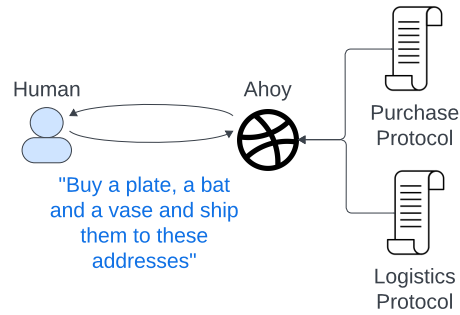 Human
Ahoy
Purchase
Protocol
"Buy a plate, a bat
and a vase and ship
them to these
addresses"
Logistics
Protocol